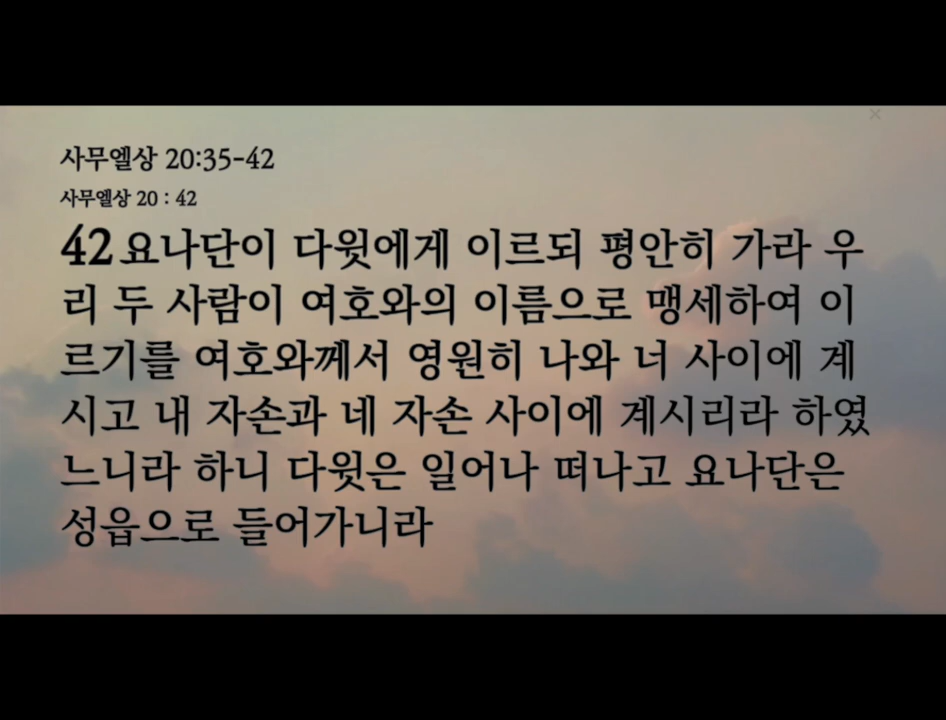 사무엘상 20:35-42
사무엘상 20 : 42
42 요나단이 다윗에게 이르되 평안히 가라 우
리 두 사람이 여호와의 이름으로 맹세하여 이
르기를 여호와께서 영원히 나와 너 사이에 계
시고 내 자손과 네 자손 사이에 계시리라 하였
느니라 하니 다윗은 일어나 떠나고 요나단은
성읍으로 들어가니라